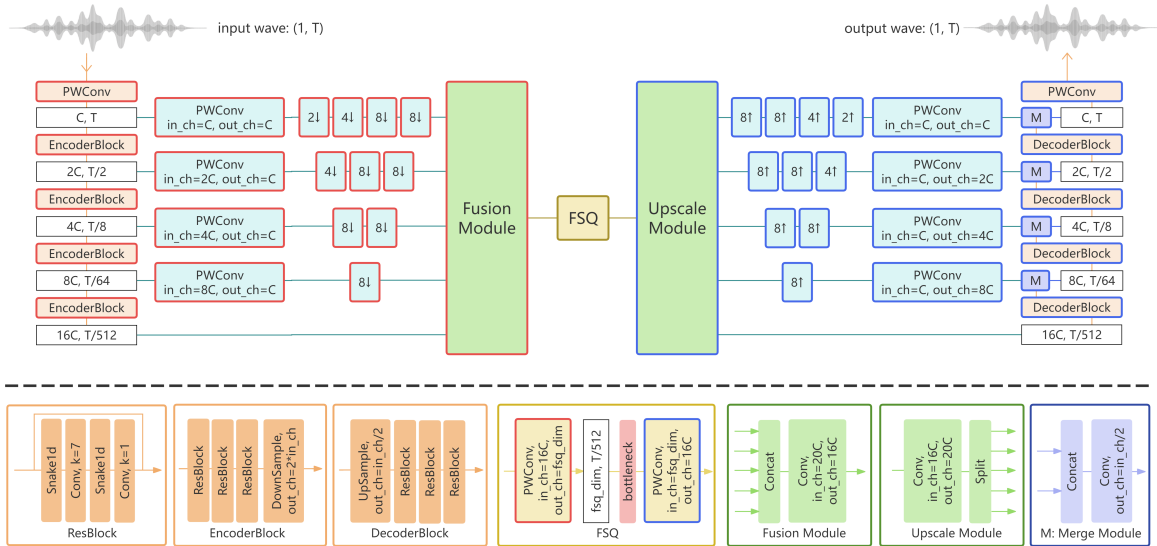 input wave: (1, T)
output wave: (1, T)
PWConv
C, T
EncoderBlock
2C, T/2
EncoderBlock
4C, T/8
EncoderBlock
8C, T/64
EncoderBlock
16C, T/512
PWConv
in_ch=C, out_ch=C
2↓
4↓
8↓
8↓
PWConv
in_ch=2C, out_ch=C
4↓
8↓
8↓
PWConv
in_ch=4C, out_ch=C
8↓
8↓
PWConv
in_ch=8C, out_ch=C
8↓
Fusion
Module
FSQ
Upscale
Module
8↑
8↑
4↑
2↑
PWConv
in_ch=C, out_ch=C
8↑
8↑
4↑
PWConv
in_ch=C, out_ch=2C
8↑
8↑
PWConv
in_ch=C, out_ch=4C
8↑
PWConv
in_ch=C, out_ch=8C
PWConv
M
C, T
DecoderBlock
M
2C, T/2
DecoderBlock
M
4C, T/8
DecoderBlock
M
8C, T/64
DecoderBlock
16C, T/512
Snake1d
Conv, k=7
Snake1d
Conv, k=1
ResBlock
ResBlock
ResBlock
ResBlock
DownSample,
out_ch=2*in_ch
EncoderBlock
UpSample,
out_ch=in_ch/2
ResBlock
ResBlock
ResBlock
DecoderBlock
PWConv,
in_ch=16C,
out_ch=fsq_dim
fsq_dim, T/512
bottleneck
PWConv,
in_ch=fsq_dim,
out_ch=16C
FSQ
Concat
Conv,
in_ch=20C,
out_ch=16C
Fusion Module
Conv,
in_ch=16C,
out_ch=20C
Split
Upscale Module
Concat
Conv,
out_ch=in_ch/2
M: Merge Module